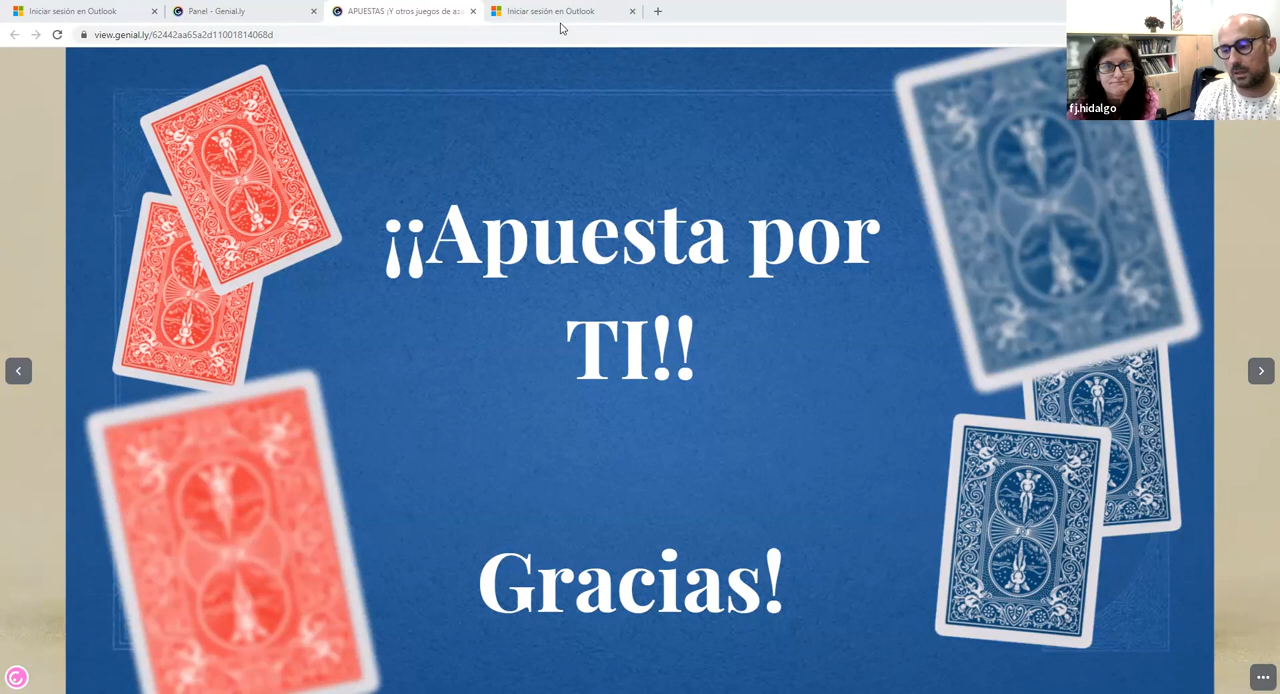 Iniciar sesión en Outlook
Panel - Genial.ly
APUESTAS ¡Y otros juegos de az
Iniciar sesión en Outlook
view.genial.ly/62442aa65a2d11001814068d
fj.hidalgo
¡¡Apuesta por
TI!!
Gracias!